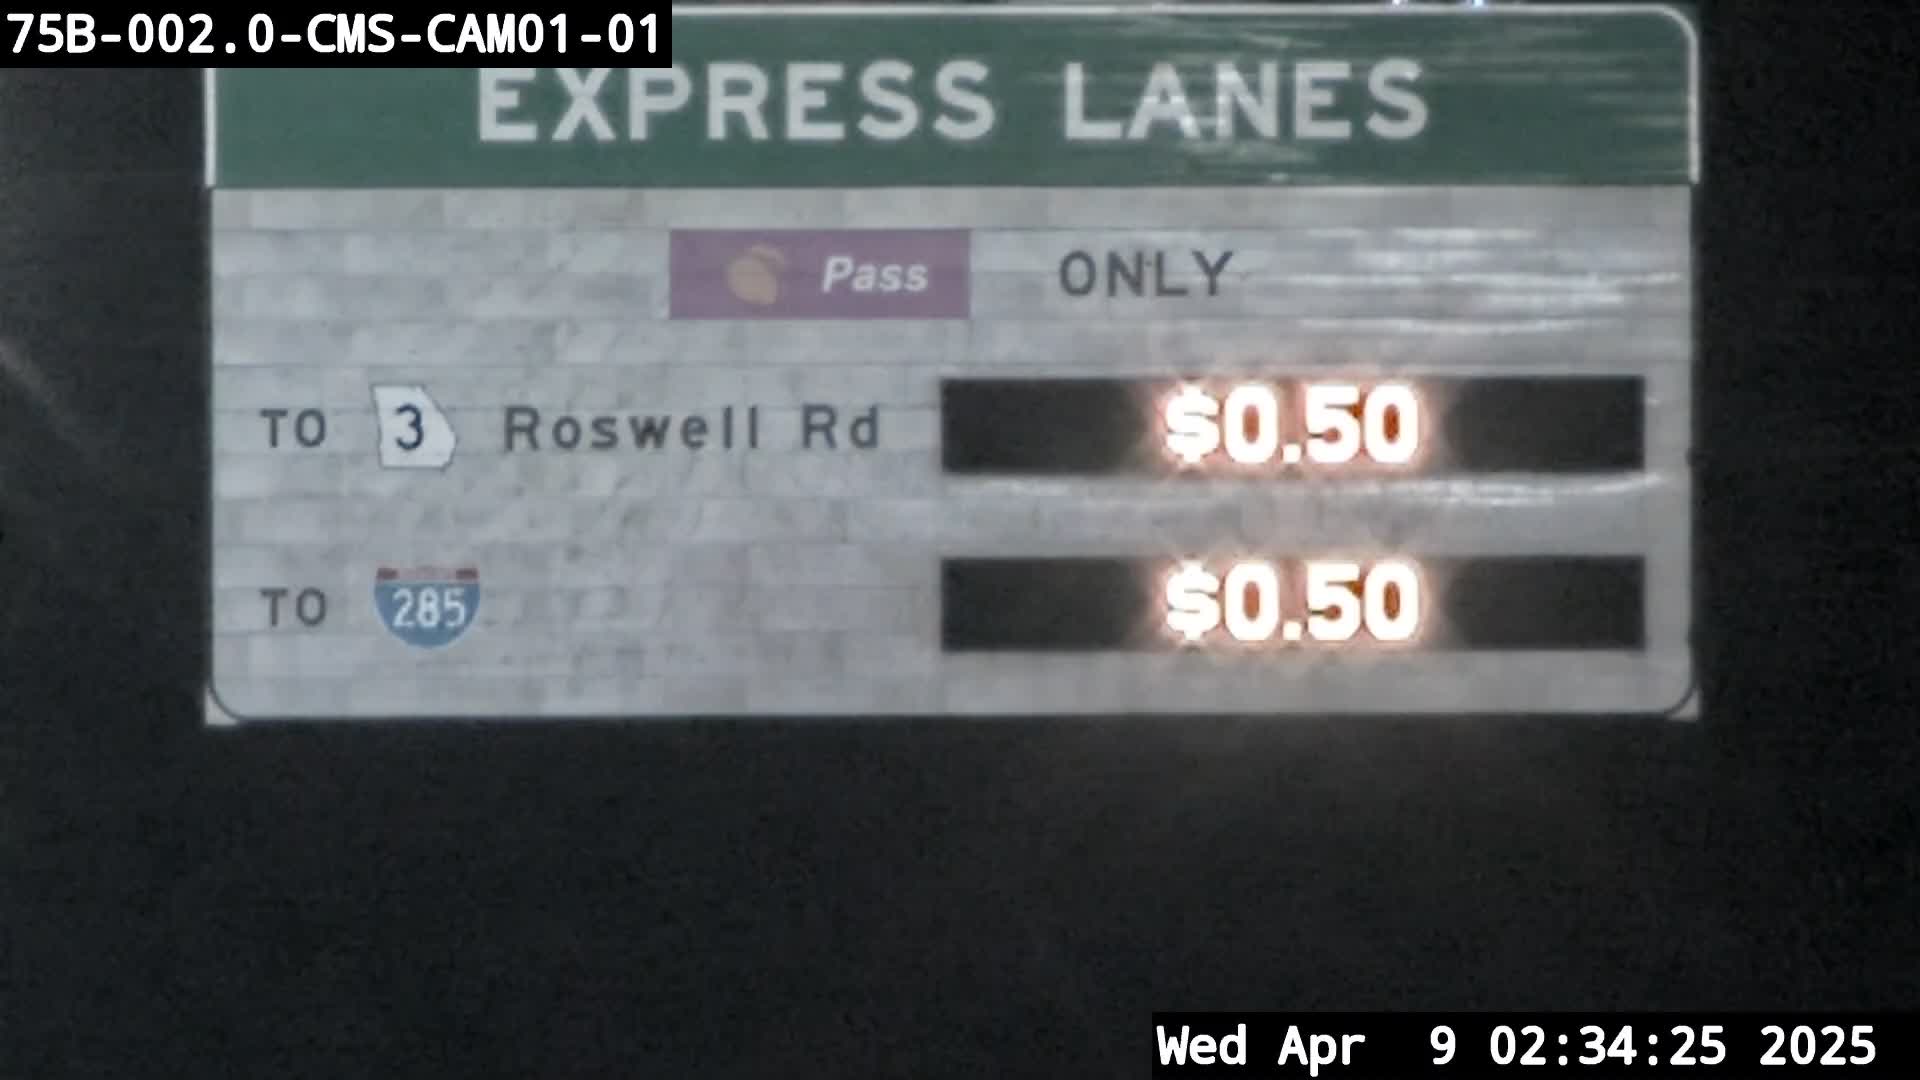 75B-002.0-CMS-CAM01-01
EXPRESS LANES
Pass ONLY
TO 3 Roswell Rd $0.50
TO 285 $0.50
Wed Apr 9 02:34:25 2025